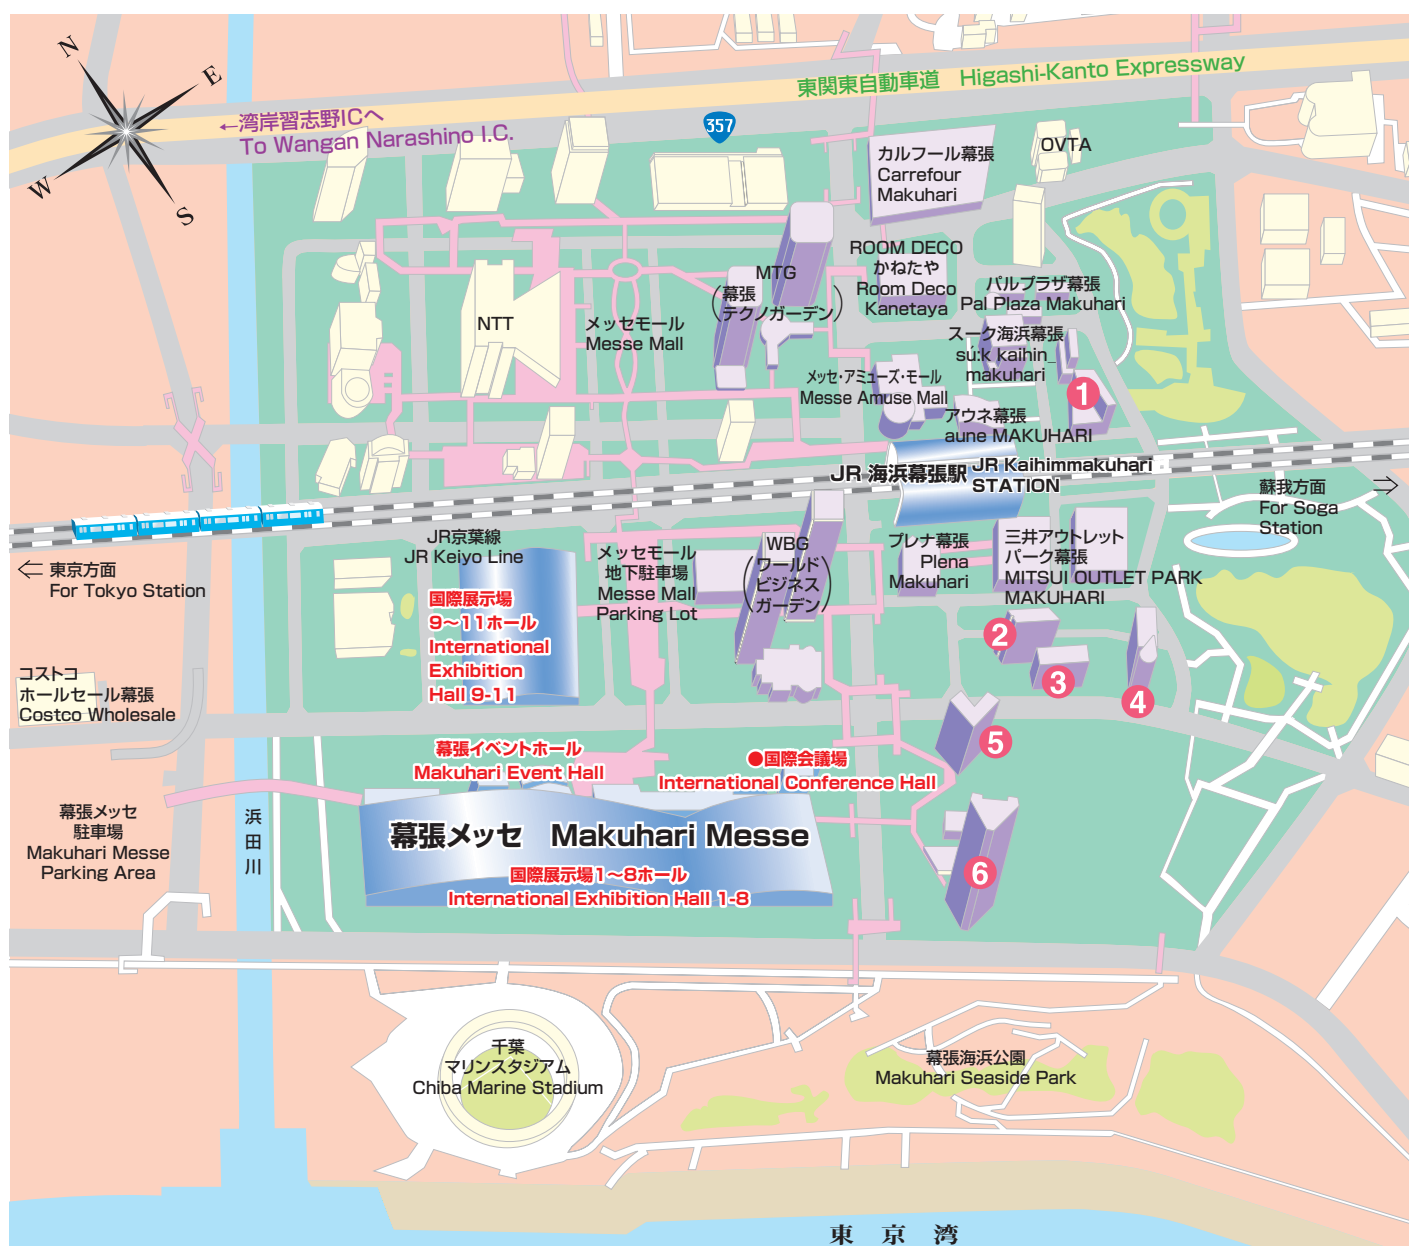 N
E
W
S
東関東自動車道 Higashi-Kanto Expressway
←湾岸習志野ICへ
To Wangan Narashino I.C.
357
カルフール幕張
Carrefour
Makuhari
OVTA
MTG
(幕張
テクノガーデン)
ROOM DECO
かねたや
Room Deco
Kanetaya
パルプラザ幕張
Pal Plaza Makuhari
スーク海浜幕張
sú:k kaihin_
makuhari
NTT
メッセモール
Messe Mall
メッセ・アミューズ・モール
Messe Amuse Mall
1
アウネ幕張
aune MAKUHARI
JR 海浜幕張駅
JR Kaihimmakuhari
STATION
蘇我方面
For Soga
Station
→
JR京葉線
JR Keiyo Line
← 東京方面
For Tokyo Station
メッセモール
地下駐車場
Messe Mall
Parking Lot
WBG
(ワールド
ビジネス
ガーデン)
プレナ幕張
Plena
Makuhari
三井アウトレット
パーク幕張
MITSUI OUTLET PARK
MAKUHARI
国際展示場
9〜11ホール
International
Exhibition
Hall 9-11
2
3
4
5
6
コストコ
ホールセール幕張
Costco Wholesale
幕張イベントホール
Makuhari Event Hall
●国際会議場
International Conference Hall
幕張メッセ Makuhari Messe
国際展示場1〜8ホール
International Exhibition Hall 1-8
幕張メッセ
駐車場
Makuhari Messe
Parking Area
浜田川
千葉
マリンスタジアム
Chiba Marine Stadium
幕張海浜公園
Makuhari Seaside Park
東京湾